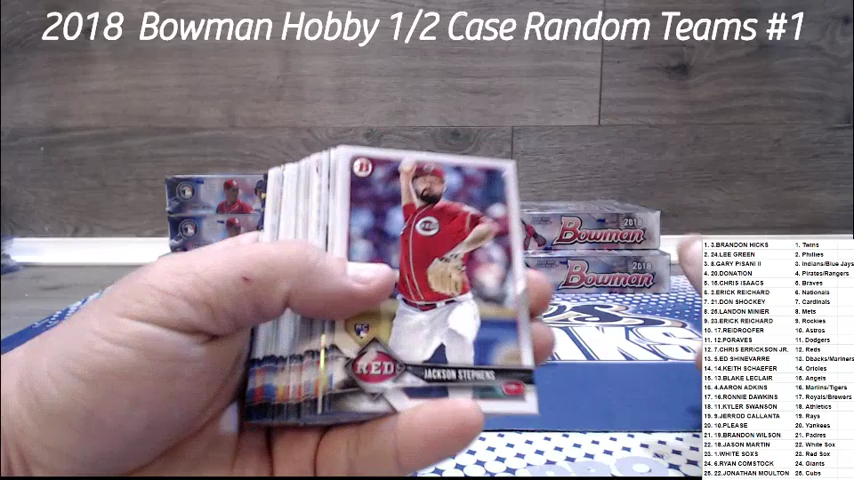 2018 Bowman Hobby 1/2 Case Random Teams #1
B
RC
REDS
JACKSON STEPHENS
2018
Bowman
2018
Bowman
1. 3.BRANDON HICKS 1. Twins
2. 24.LEE GREEN 2. Phillies
3. 8.GARY PISANI II 3. Indians/Blue Jays
4. 20.DONATION 4. Pirates/Rangers
5. 16.CHRIS ISAACS 5. Braves
6. 2.ERICK REICHARD 6. Nationals
7. 21.DON SHOCKEY 7. Cardinals
8. 26.LANDON MINIER 8. Mets
9. 23.ERICK REICHARD 9. Rockies
10. 17.REIDROOFER 10. Astros
11. 12.PGRAVES 11. Dodgers
12. 7.CHRIS ERRICKSON JR. 12. Reds
13. 5.ED SHINEVARRE 13. Dbacks/Mariners
14. 14.KEITH SCHAEFER 14. Orioles
15. 13.BLAKE LECLAIR 15. Angels
16. 4.AARON ADKINS 16. Marlins/Tigers
17. 16.RONNIE DAWKINS 17. Royals/Brewers
18. 11.KYLER SWANSON 18. Athletics
19. 9.JERROD CALLANTA 19. Rays
20. 10.PLEASE 20. Yankees
21. 19.BRANDON WILSON 21. Padres
22. 18.JASON MARTIN 22. White Sox
23. 1.WHITE SOXS 23. Red Sox
24. 6.RYAN COMSTOCK 24. Giants
25. 22.JONATHAN MOULTON 25. Cubs